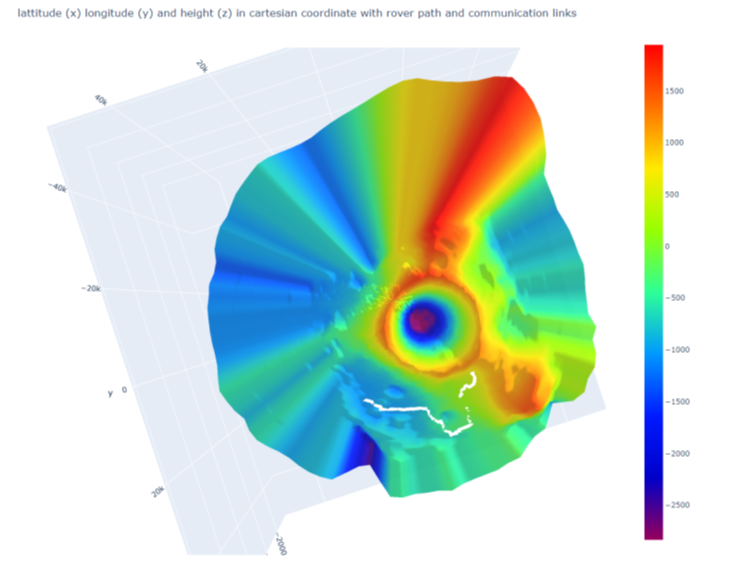 lattitude (x) longitude (y) and height (z) in cartesian coordinate with rover path and communication links
20k
40k
−40k
−20k
y
0
20k
−2000
1500
1000
500
0
−500
−1000
−1500
−2000
−2500